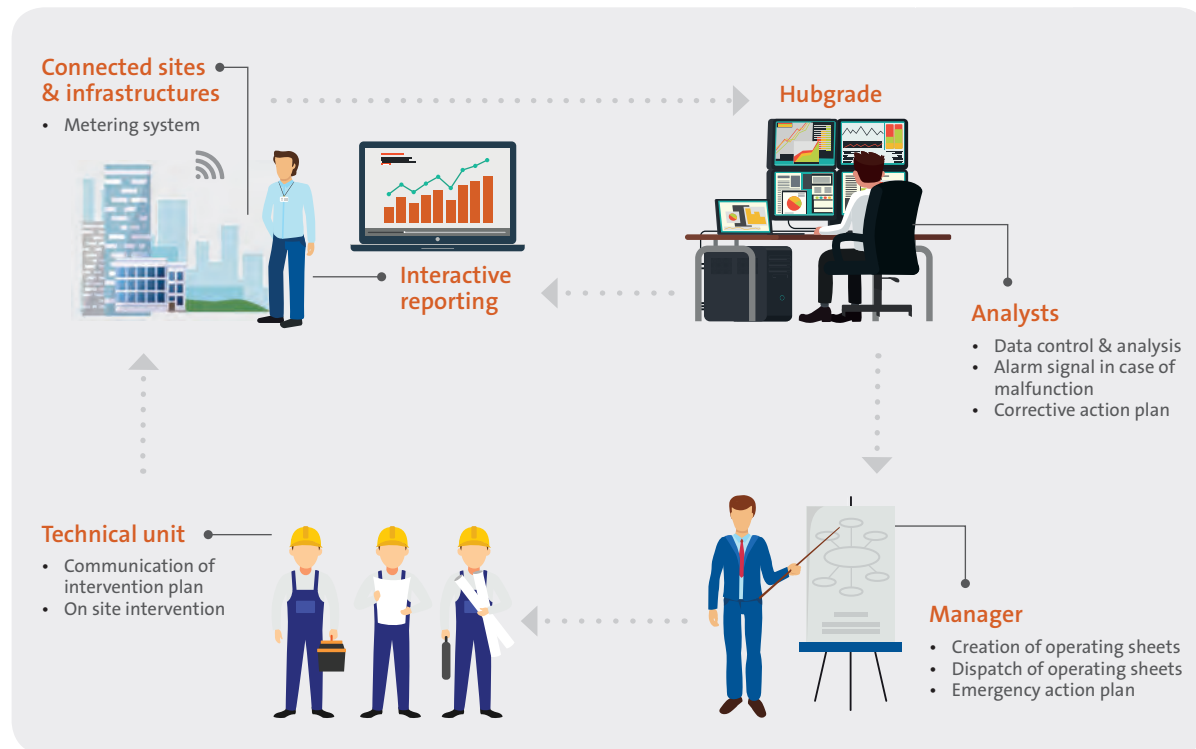 Connected sites
& infrastructures
• Metering system
Hubgrade
Interactive
reporting
Analysts
• Data control & analysis
• Alarm signal in case of
malfunction
• Corrective action plan
Technical unit
• Communication of
intervention plan
• On site intervention
Manager
• Creation of operating sheets
• Dispatch of operating sheets
• Emergency action plan